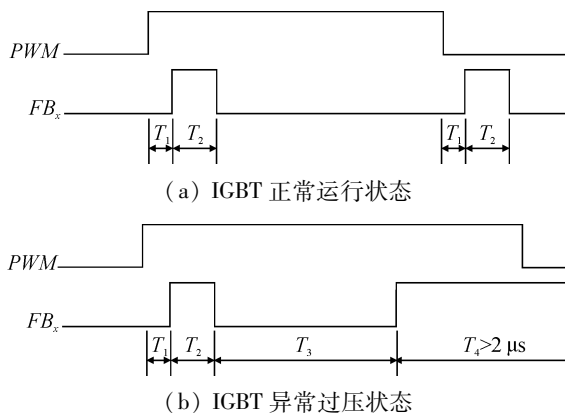 PWM
FBx
T1 T2 T1 T2
(a) IGBT 正常运行状态
PWM
FBx
T1 T2 T3 T4>2 μs
(b) IGBT 异常过压状态